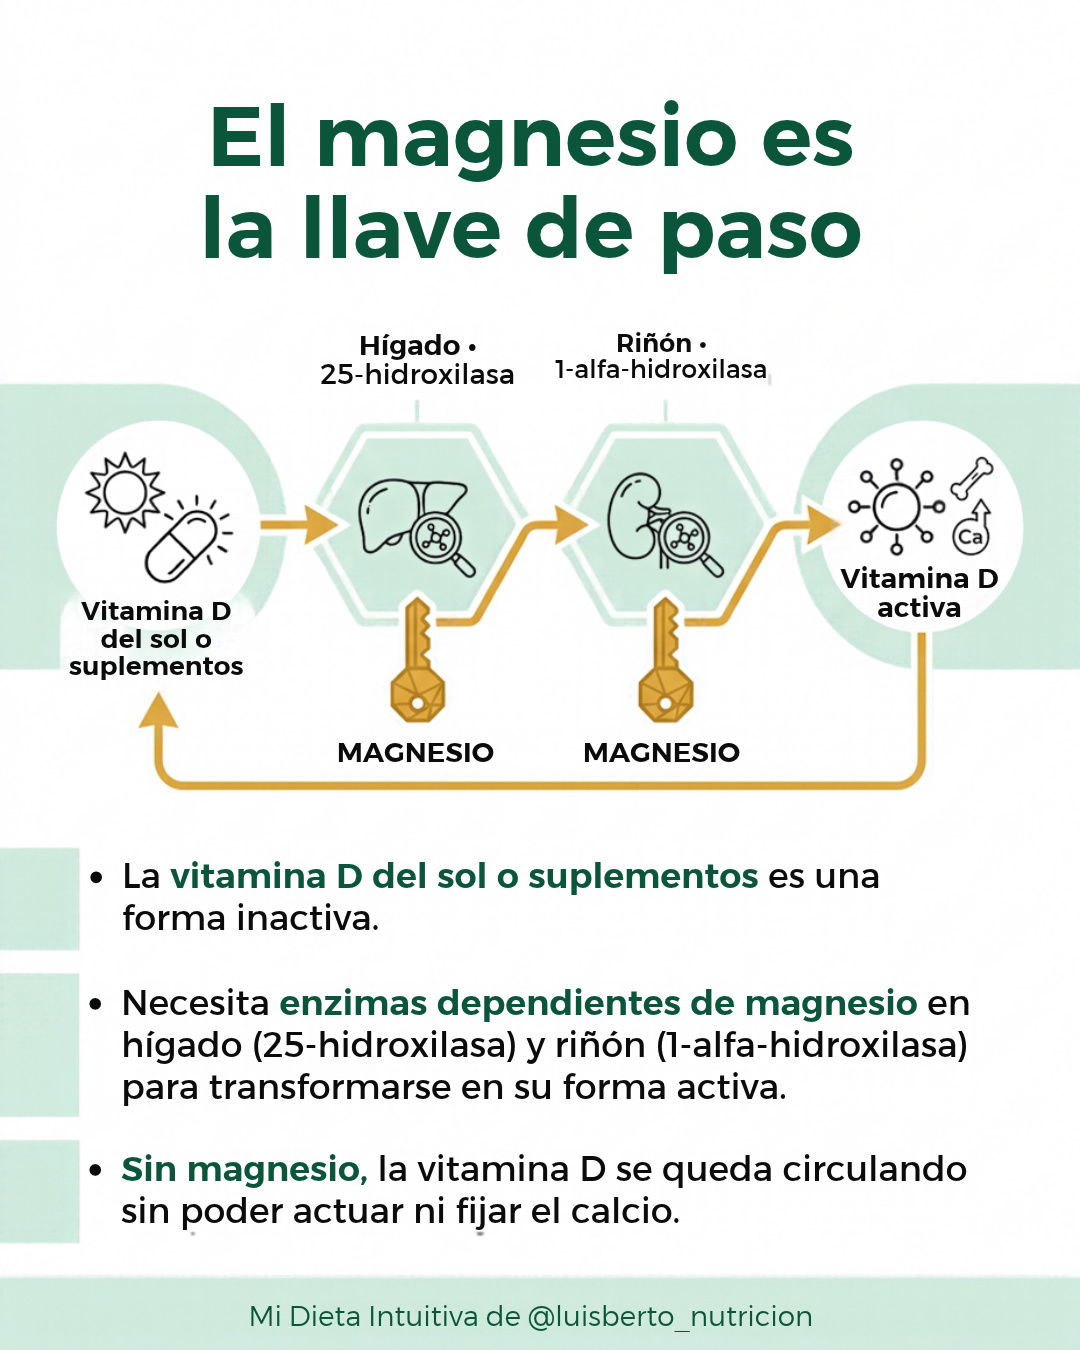 El magnesio es
la llave de paso
Hígado •
25-hidroxilasa
Riñón •
1-alfa-hidroxilasa
Ca
Vitamina D
del sol o
suplementos
Vitamina D
activa
MAGNESIO
MAGNESIO
• La vitamina D del sol o suplementos es una
forma inactiva.
• Necesita enzimas dependientes de magnesio en
hígado (25-hidroxilasa) y riñón (1-alfa-hidroxilasa)
para transformarse en su forma activa.
• Sin magnesio, la vitamina D se queda circulando
sin poder actuar ni fijar el calcio.
Mi Dieta Intuitiva de @luisberto_nutricion